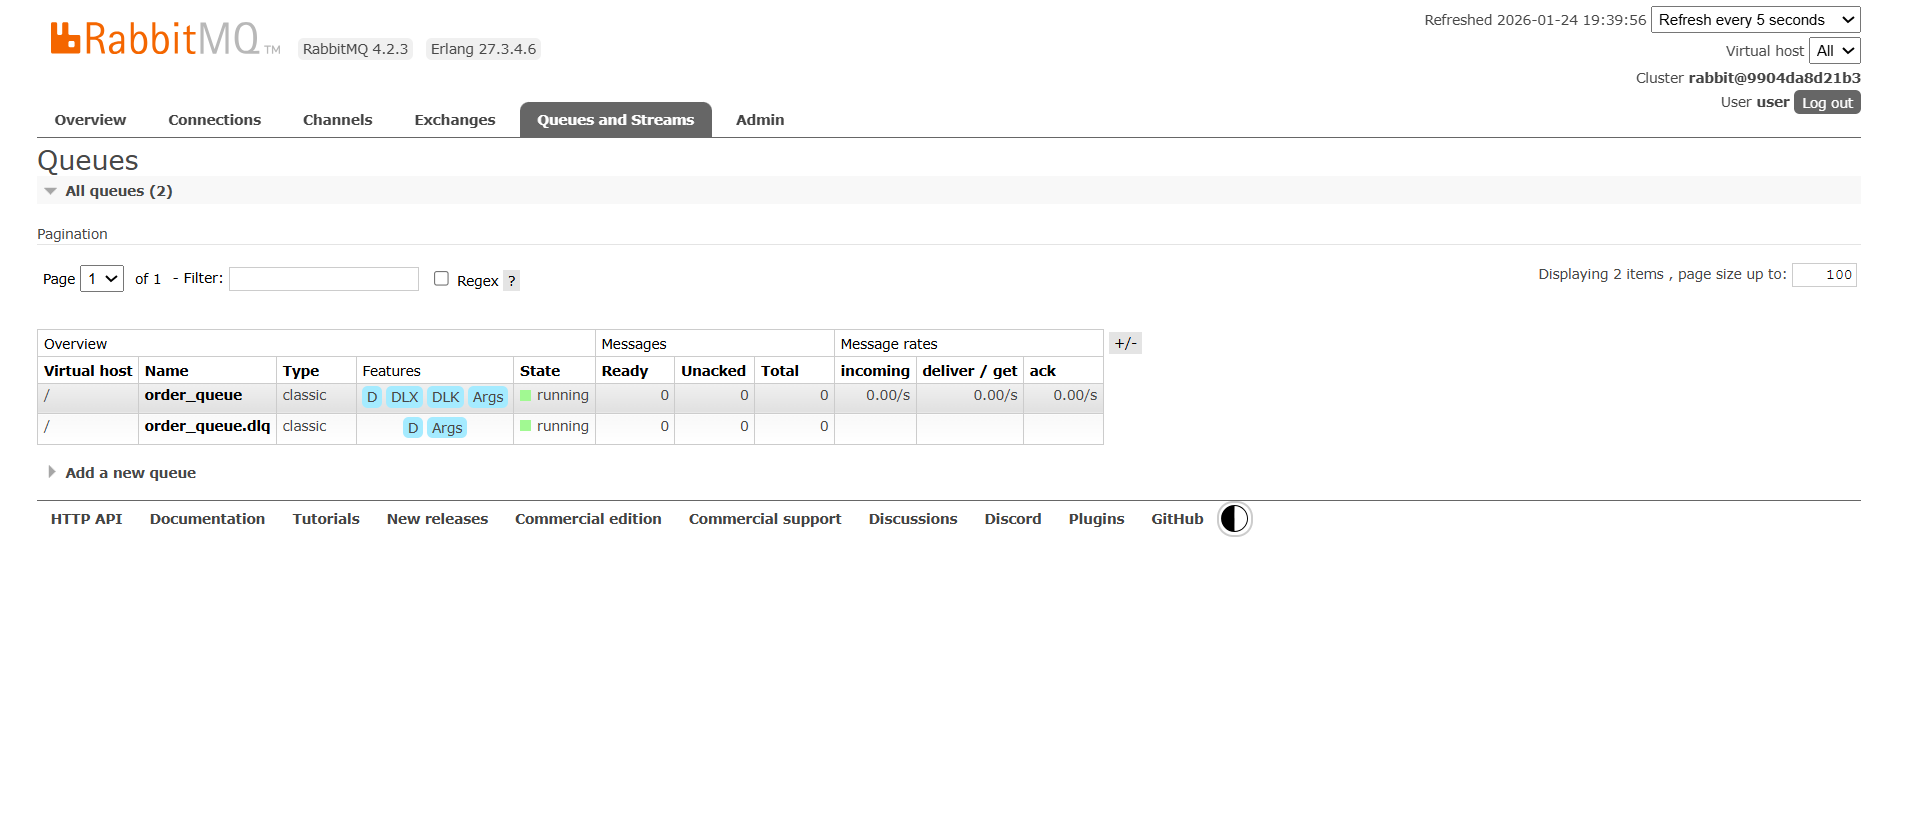 RabbitMQ TM RabbitMQ 4.2.3 Erlang 27.3.4.6
Refreshed 2026-01-24 19:39:56 Refresh every 5 seconds
Virtual host All
Cluster rabbit@9904da8d21b3
User user Log out
Overview Connections Channels Exchanges Queues and Streams Admin
Queues
All queues (2)
Pagination
Page 1 of 1 - Filter: Regex ? Displaying 2 items , page size up to: 100
Overview Messages Message rates +/-
Virtual host Name Type Features State Ready Unacked Total incoming deliver / get ack
/ order_queue classic D DLX DLK Args running 0 0 0 0.00/s 0.00/s 0.00/s
/ order_queue.dlq classic D Args running 0 0 0
Add a new queue
HTTP API Documentation Tutorials New releases Commercial edition Commercial support Discussions Discord Plugins GitHub